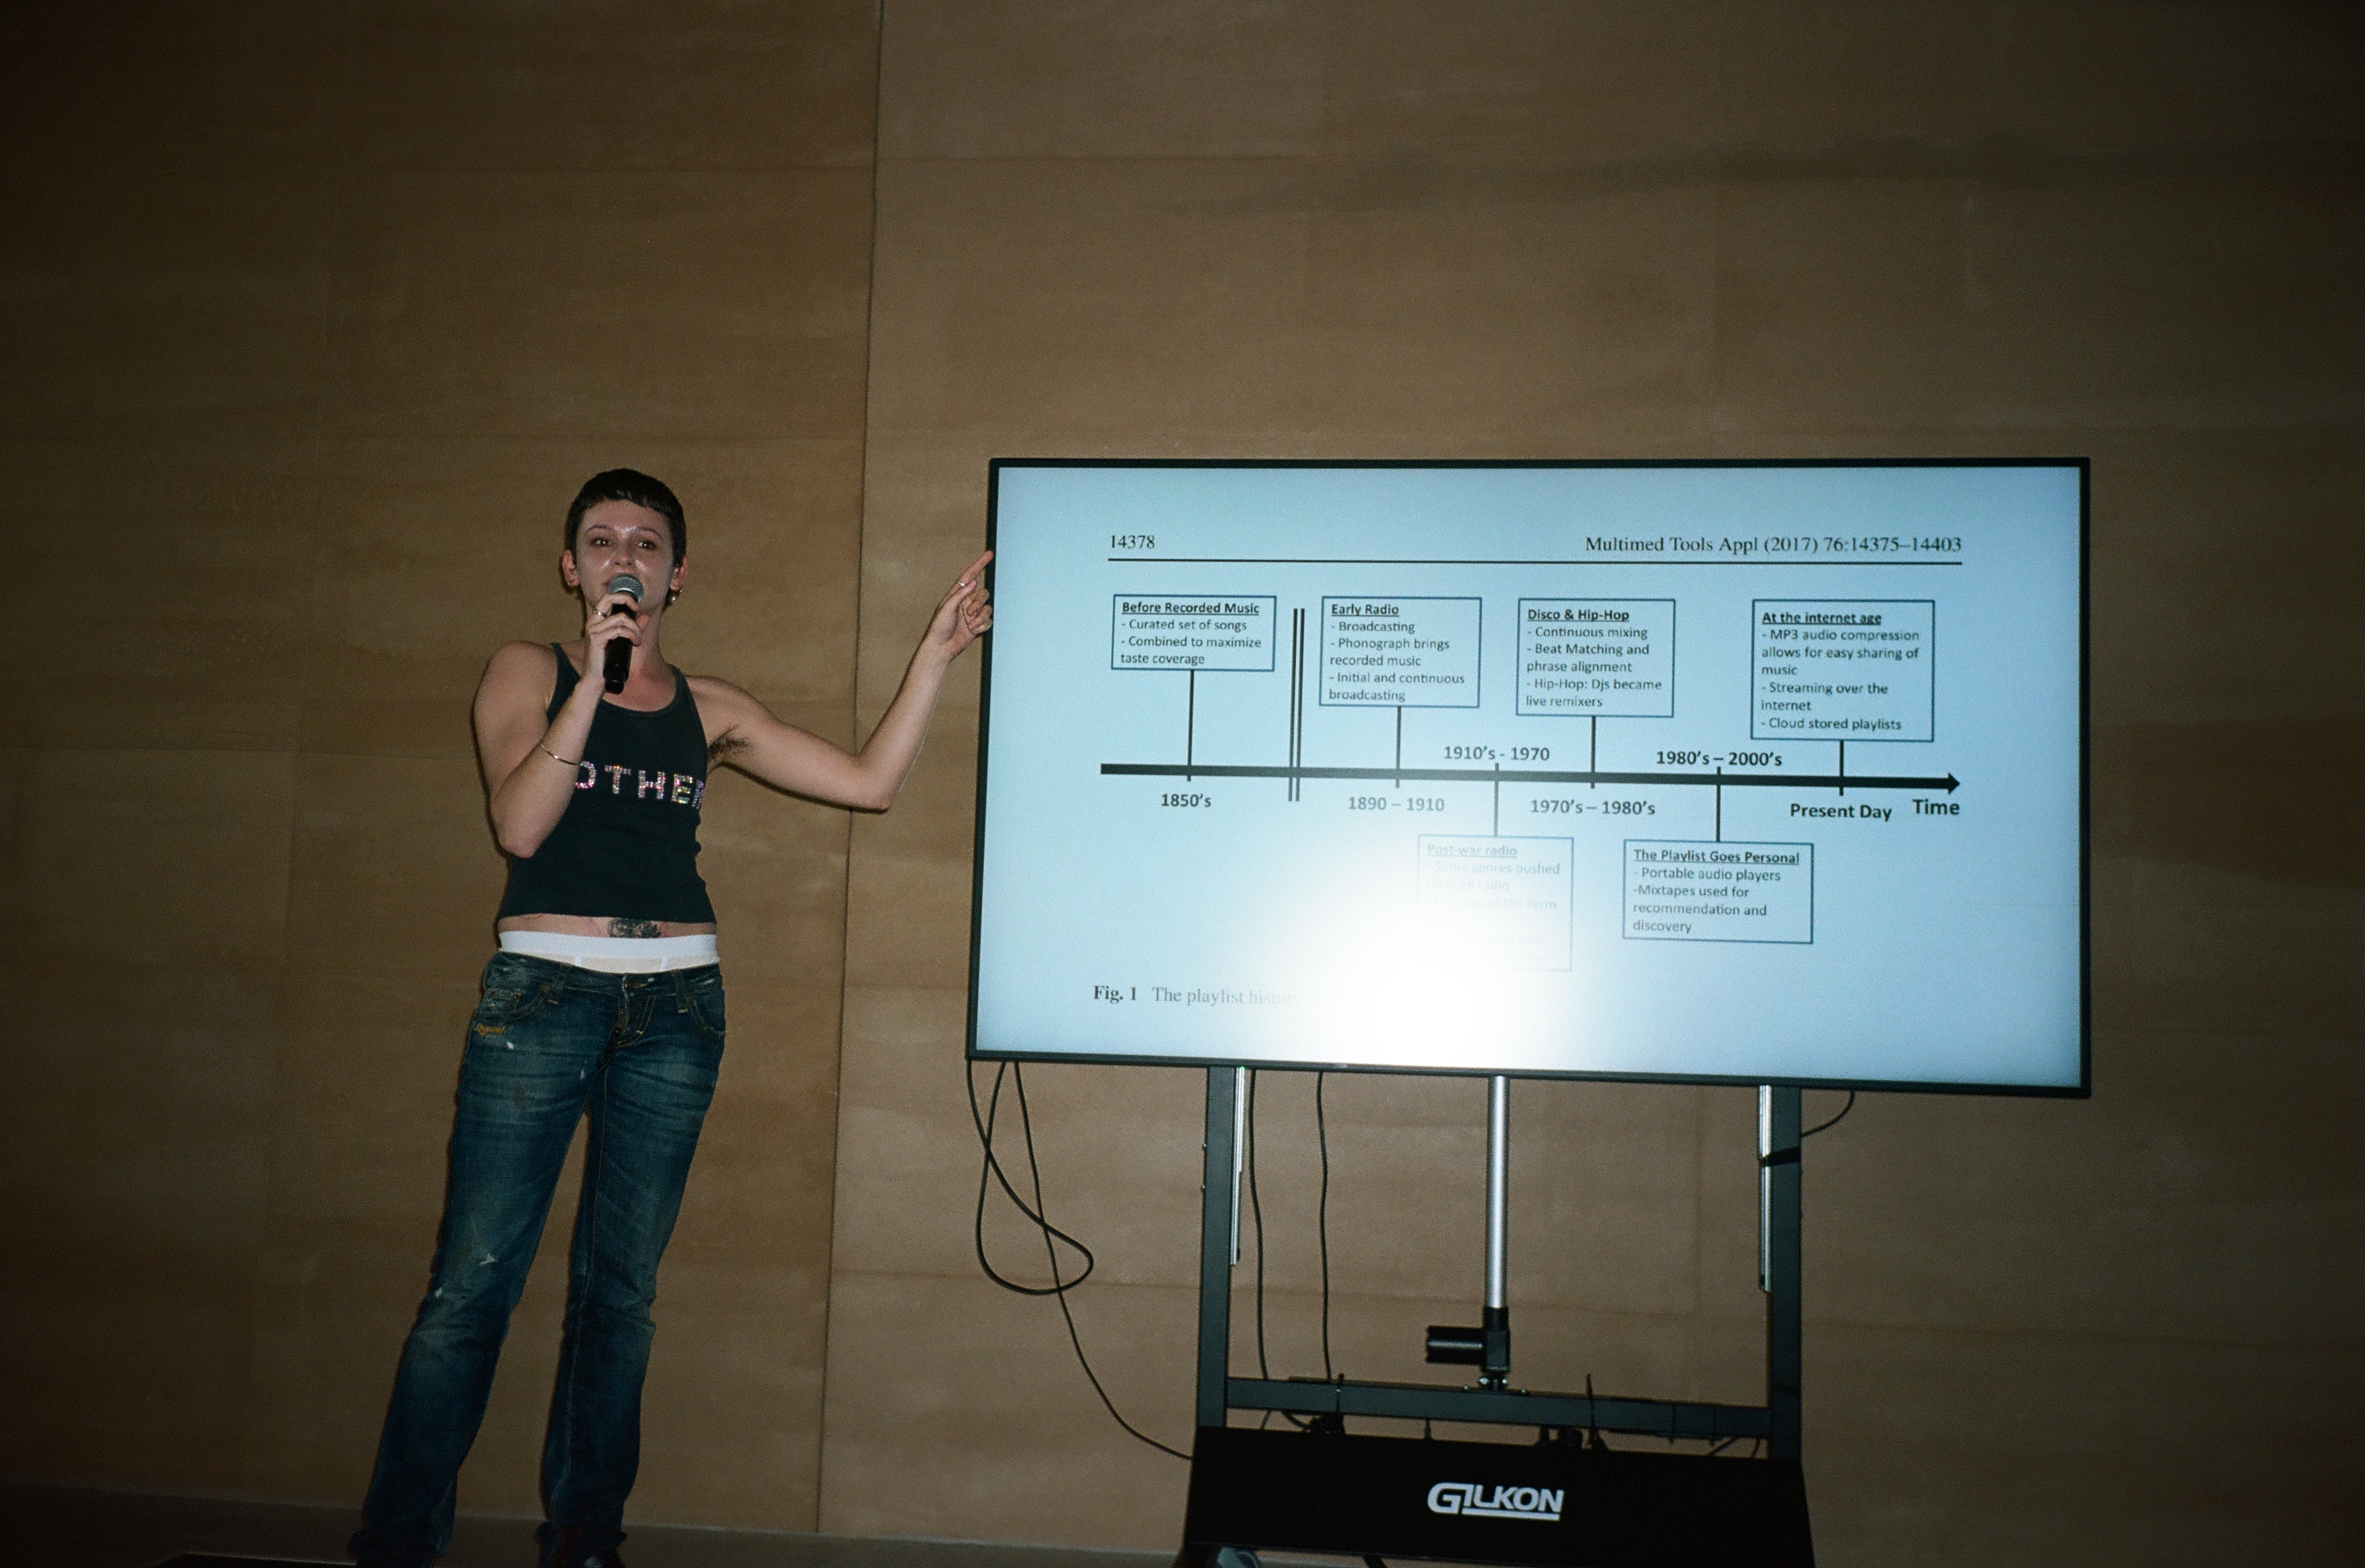 OTHER
14378
Multimed Tools Appl (2017) 76:14375–14403
Before Recorded Music
- Curated set of songs
- Combined to maximize
taste coverage
Early Radio
- Broadcasting
- Phonograph brings
recorded music
- Initial and continuous
broadcasting
Disco & Hip-Hop
- Continuous mixing
- Beat Matching and
phrase alignment
- Hip-Hop: Djs became
live remixers
At the internet age
- MP3 audio compression
allows for easy sharing of
music
- Streaming over the
internet
- Cloud stored playlists
1910's - 1970
1980's – 2000's
1850's
1890 – 1910
1970's – 1980's
Present Day
Time
Post-war radio
- Some genres pushed
through radio
of the term
The Playlist Goes Personal
- Portable audio players
-Mixtapes used for
recommendation and
discovery
Fig. 1 The playlist history
GILKON